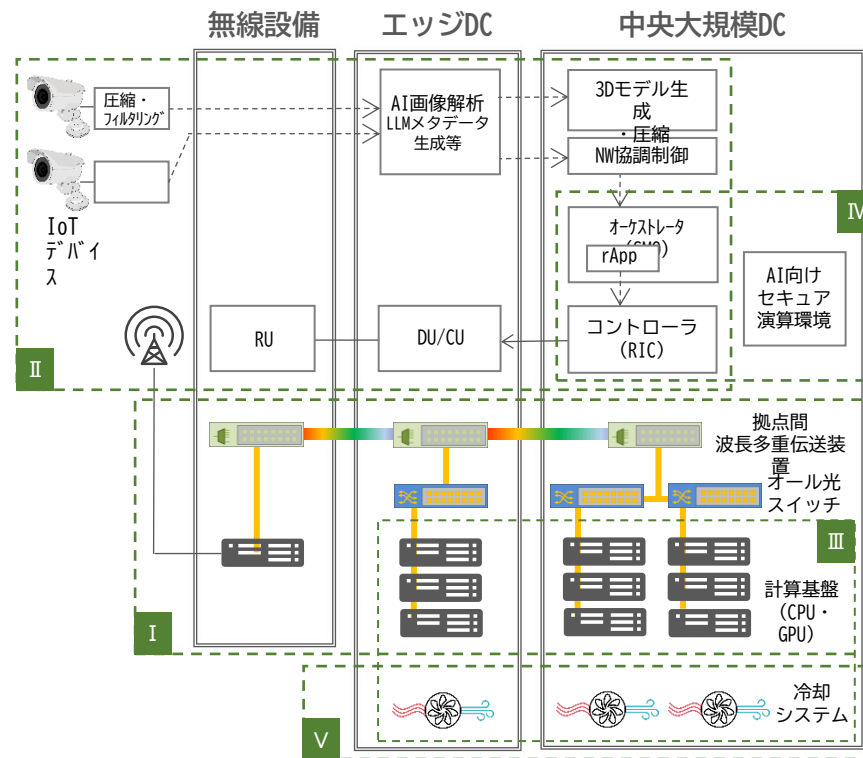 無線設備
エッジDC
中央大規模DC
圧縮・
フィルタリング
IoT
デバイ
ス
AI画像解析
LLMメタデータ
生成等
3Dモデル生
成
・圧縮
NW協調制御
オーケストレータ
rApp
コントローラ
(RIC)
AI向け
セキュア
演算環境
Ⅳ
RU
DU/CU
Ⅱ
拠点間
波長多重伝送装
置
オール光
スイッチ
Ⅲ
計算基盤
(CPU・
GPU)
Ⅰ
冷却
システム
Ⅴ